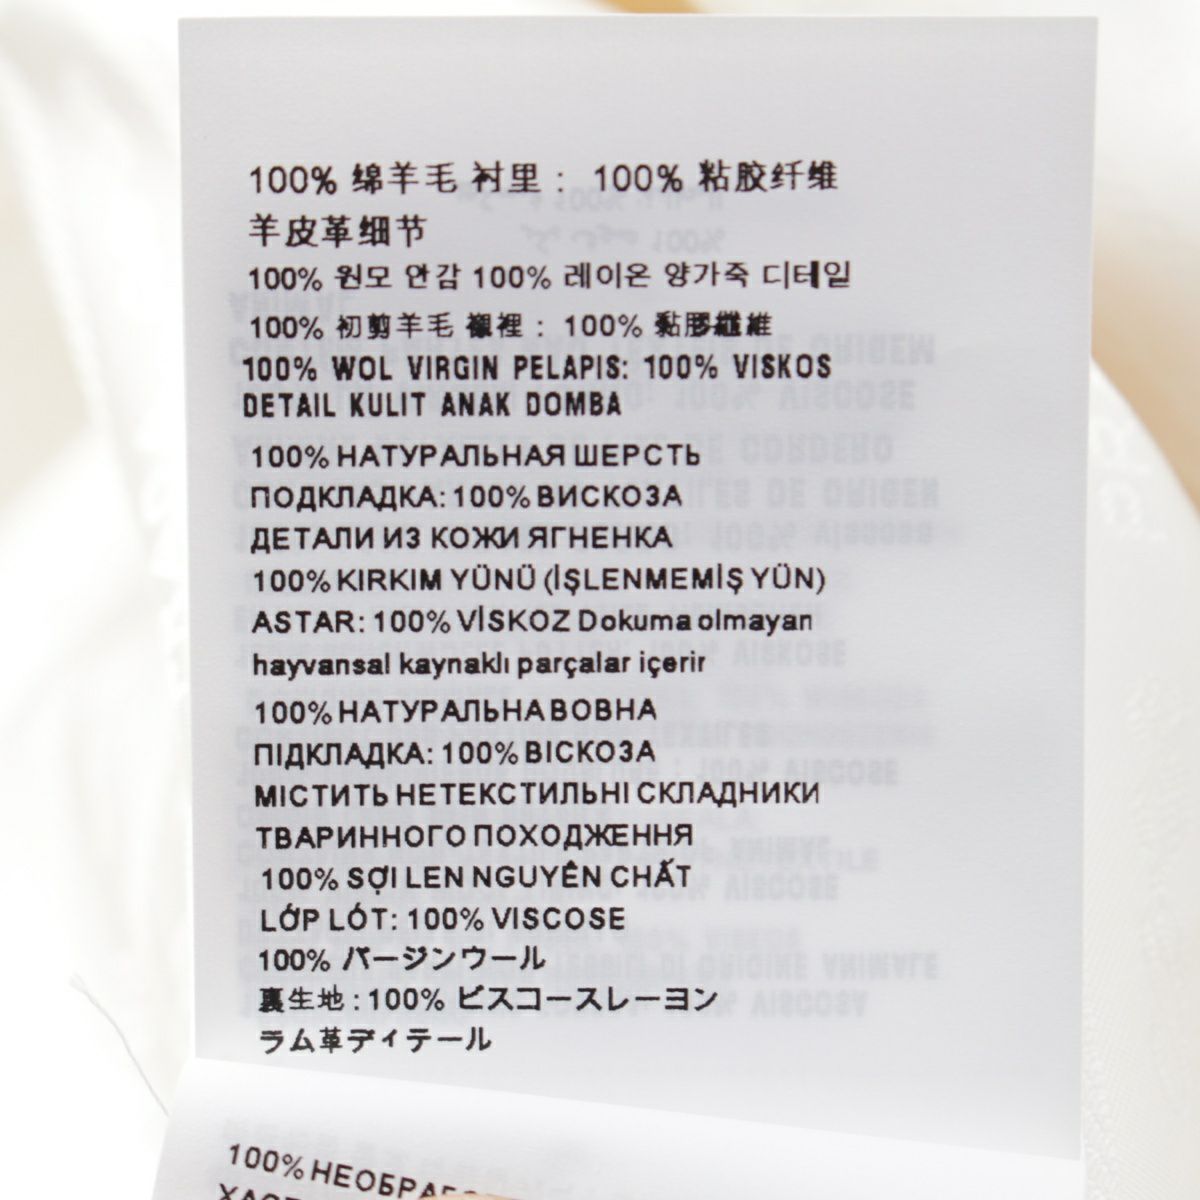 100% 绵羊毛 衬里： 100% 粘胶纤维
羊皮革细节
100% 원모 안감 100% 레이온 양가죽 디테일
100% 初剪羊毛 襯裡： 100% 黏膠纖維
100% WOL VIRGIN PELAPIS: 100% VISKOS
DETAIL KULIT ANAK DOMBA
100% НАТУРАЛЬНАЯ ШЕРСТЬ
ПОДКЛАДКА: 100% ВИСКОЗА
ДЕТАЛИ ИЗ КОЖИ ЯГНЕНКА
100% KIRKIM YÜNÜ (İŞLENMEMİŞ YÜN)
ASTAR: 100% VİSKOZ Dokuma olmayan
hayvansal kaynaklı parçalar içerir
100% НАТУРАЛЬНА ВОВНА
ПІДКЛАДКА: 100% ВІСКОЗА
МІСТИТЬ НЕТЕКСТИЛЬНІ СКЛАДНИКИ
ТВАРИННОГО ПОХОДЖЕННЯ
100% SỢI LEN NGUYÊN CHẤT
LỚP LÓT: 100% VISCOSE
100% バージンウール
裏生地：100% ビスコースレーヨン
ラム革ディテール
100%